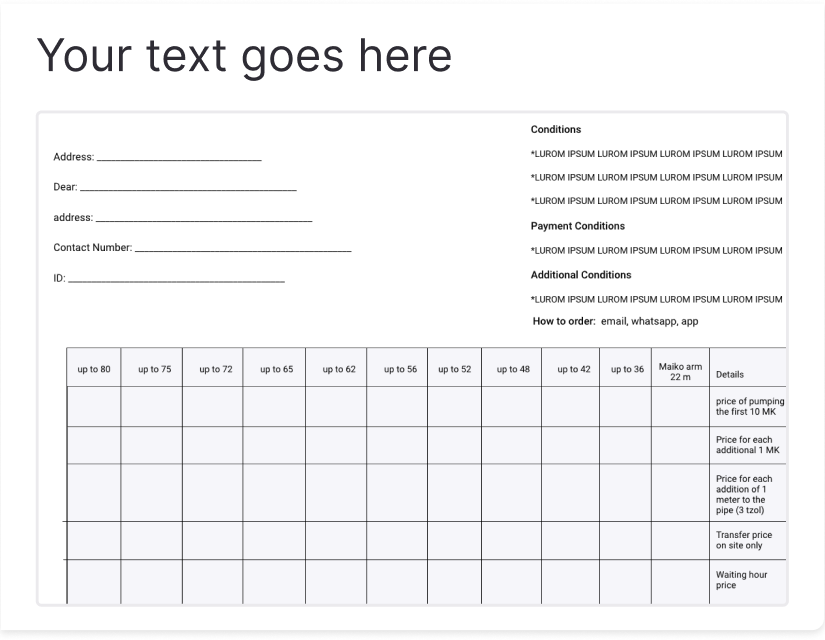 Your text goes here
Address: ______________________________
Dear: ________________________________________
address: ________________________________________
Contact Number: ________________________________________
ID: ________________________________________
Conditions
*LUROM IPSUM LUROM IPSUM LUROM IPSUM LUROM IPSUM
*LUROM IPSUM LUROM IPSUM LUROM IPSUM LUROM IPSUM
*LUROM IPSUM LUROM IPSUM LUROM IPSUM LUROM IPSUM
Payment Conditions
*LUROM IPSUM LUROM IPSUM LUROM IPSUM LUROM IPSUM
Additional Conditions
*LUROM IPSUM LUROM IPSUM LUROM IPSUM LUROM IPSUM
How to order: email, whatsapp, app
up to 80 up to 75 up to 72 up to 65 up to 62 up to 56 up to 52 up to 48 up to 42 up to 36 Maiko arm
22 m
Details
price of pumping
the first 10 MK
Price for each
additional 1 MK
Price for each
addition of 1
meter to the
pipe (3 tzol)
Transfer price
on site only
Waiting hour
price